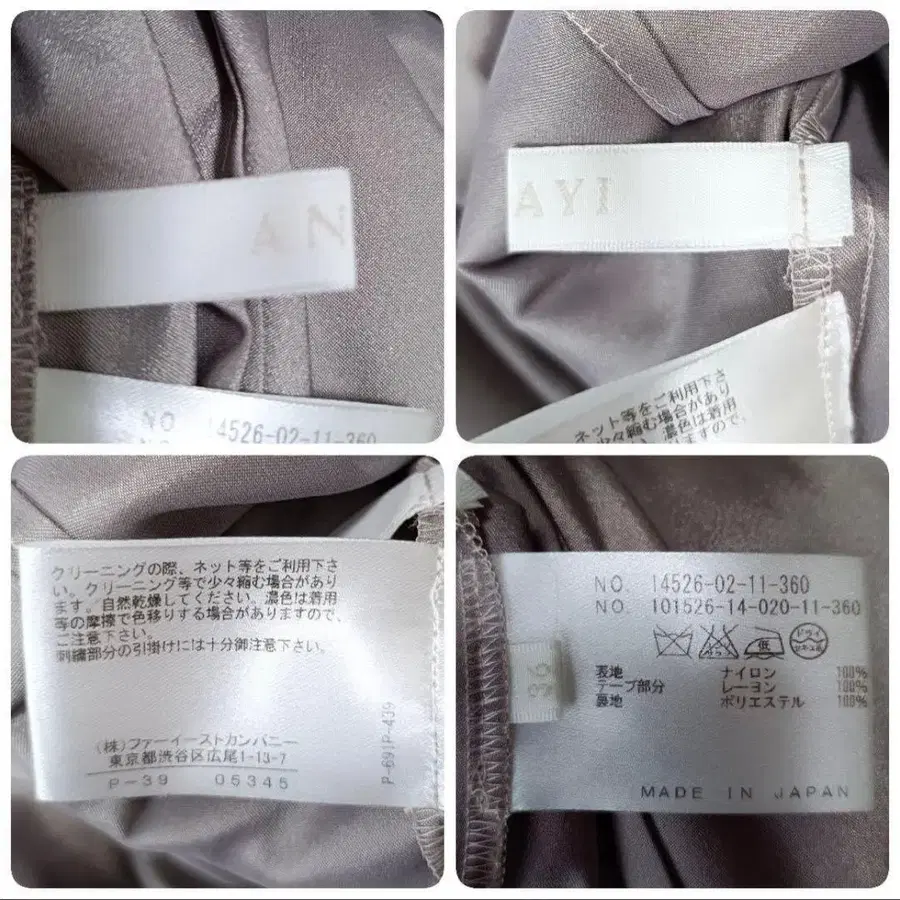 AN
NO. 14526-02-11-360
AYI
ネット等をご利用下さ
少々縮む場合があ
濃色は着用
ますので、
クリーニングの際、ネット等をご利用下さ
い。クリーニング等で少々縮む場合があり
ます。自然乾燥してください。濃色は着用
等の摩擦で色移りする場合がありますので、
ご注意下さい。
刺繍部分の引掛けには十分御注意下さい。
(株)ファーイーストカンパニー
東京都渋谷区広尾1-13-7
P-39 05345
P-691P-439
NO. 14526-02-11-360
NO. 101526-14-020-11-360
低
ドライ
36
表地 ナイロン 100%
テープ部分 レーヨン 100%
裏地 ポリエステル 100%
MADE IN JAPAN